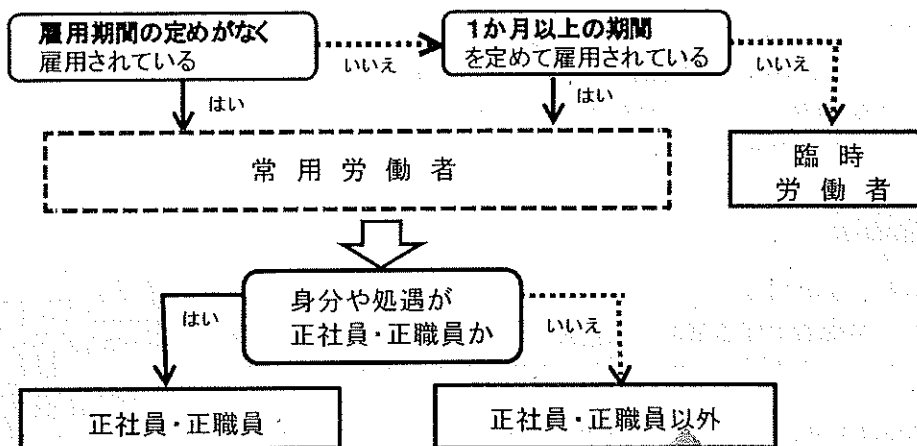 雇用期間の定めがなく
雇用されている
いいえ
1か月以上の期間
を定めて雇用されている
いいえ
はい
はい
常用労働者
臨時
労働者
身分や処遇が
正社員・正職員か
はい
いいえ
正社員・正職員
正社員・正職員以外